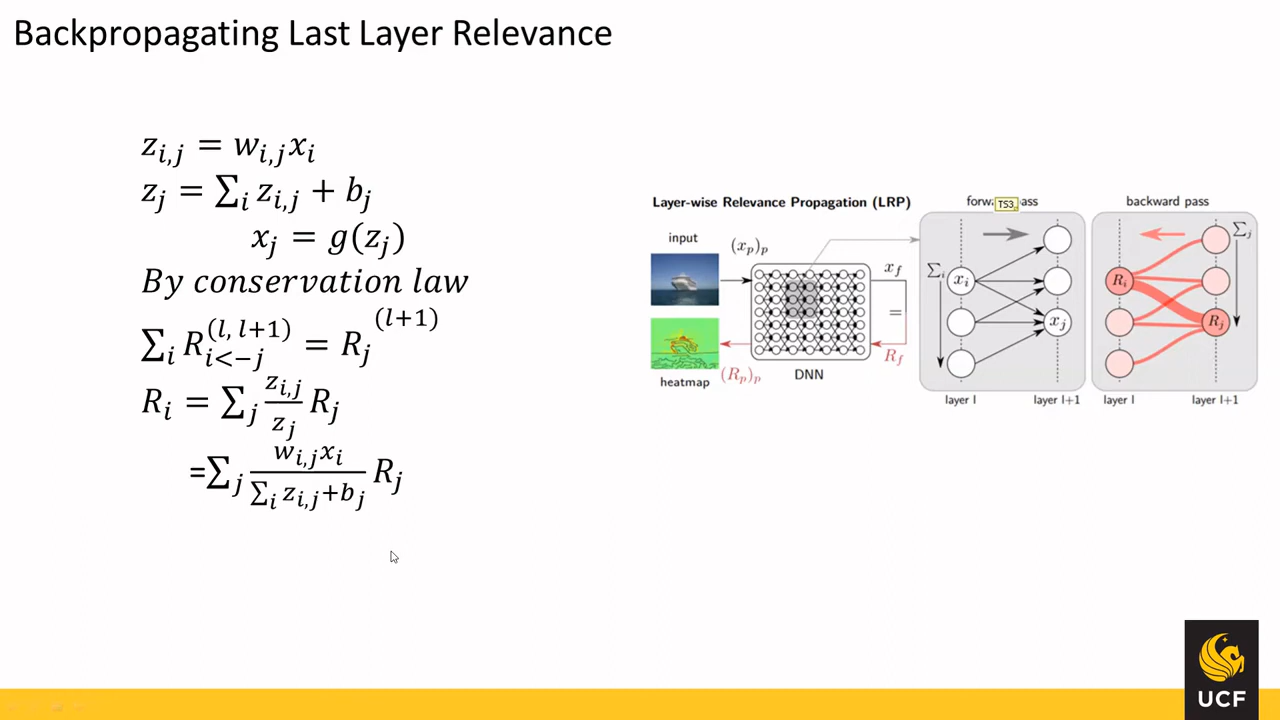 Backpropagating Last Layer Relevance
z_{i,j} = w_{i,j}x_i
z_j = ∑_i z_{i,j} + b_j
x_j = g(z_j)
By conservation law
∑_i R_{i<-j}^{(l, l+1)} = R_j^{(l+1)}
R_i = ∑_j \frac{z_{i,j}}{z_j} R_j
=∑_j \frac{w_{i,j}x_i}{∑_i z_{i,j}+b_j} R_j
Layer-wise Relevance Propagation (LRP)
input
(x_p)_p
x_f
=
R_f
(R_p)_p
heatmap
DNN
TS3
∑_i
x_i
x_j
layer l
layer l+1
backward pass
∑_j
R_i
R_j
layer l
layer l+1
UCF